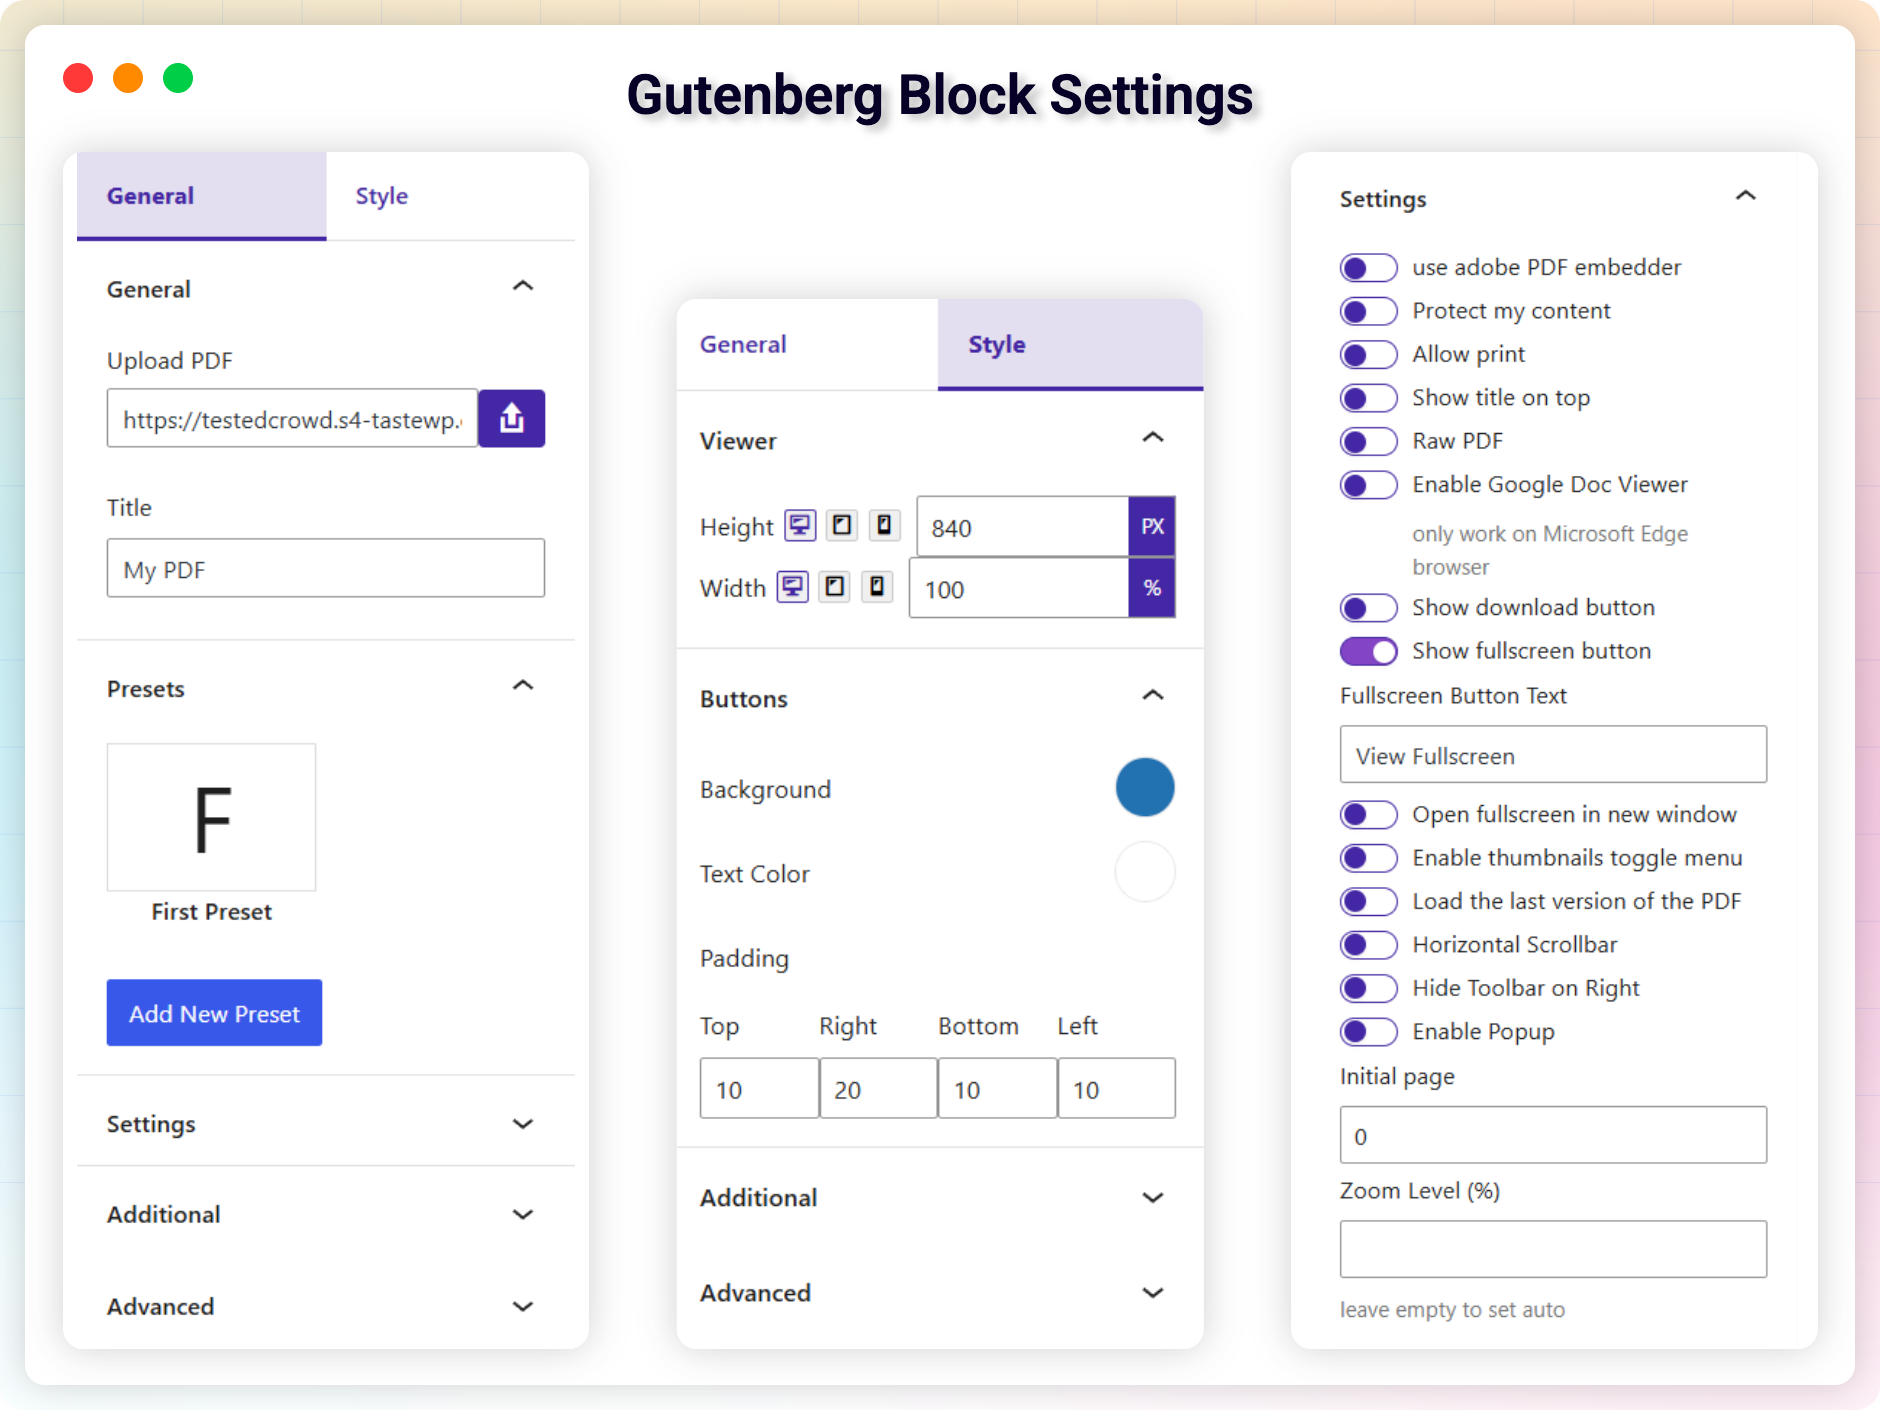 Gutenberg Block Settings
General
Style
General
Upload PDF
https://testedcrowd.s4-tastewp.
Title
My PDF
Presets
F
First Preset
Add New Preset
Settings
Additional
Advanced
General
Style
Viewer
Height
840
PX
Width
100
%
Buttons
Background
Text Color
Padding
Top
Right
Bottom
Left
10
20
10
10
Additional
Advanced
Settings
use adobe PDF embedder
Protect my content
Allow print
Show title on top
Raw PDF
Enable Google Doc Viewer
only work on Microsoft Edge
browser
Show download button
Show fullscreen button
Fullscreen Button Text
View Fullscreen
Open fullscreen in new window
Enable thumbnails toggle menu
Load the last version of the PDF
Horizontal Scrollbar
Hide Toolbar on Right
Enable Popup
Initial page
0
Zoom Level (%)
leave empty to set auto